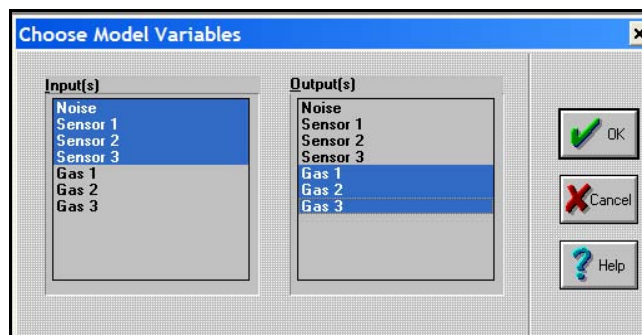 Choose Model Variables
Input(s)
Noise
Sensor 1
Sensor 2
Sensor 3
Gas 1
Gas 2
Gas 3
Output(s)
Noise
Sensor 1
Sensor 2
Sensor 3
Gas 1
Gas 2
Gas 3
OK
Cancel
Help